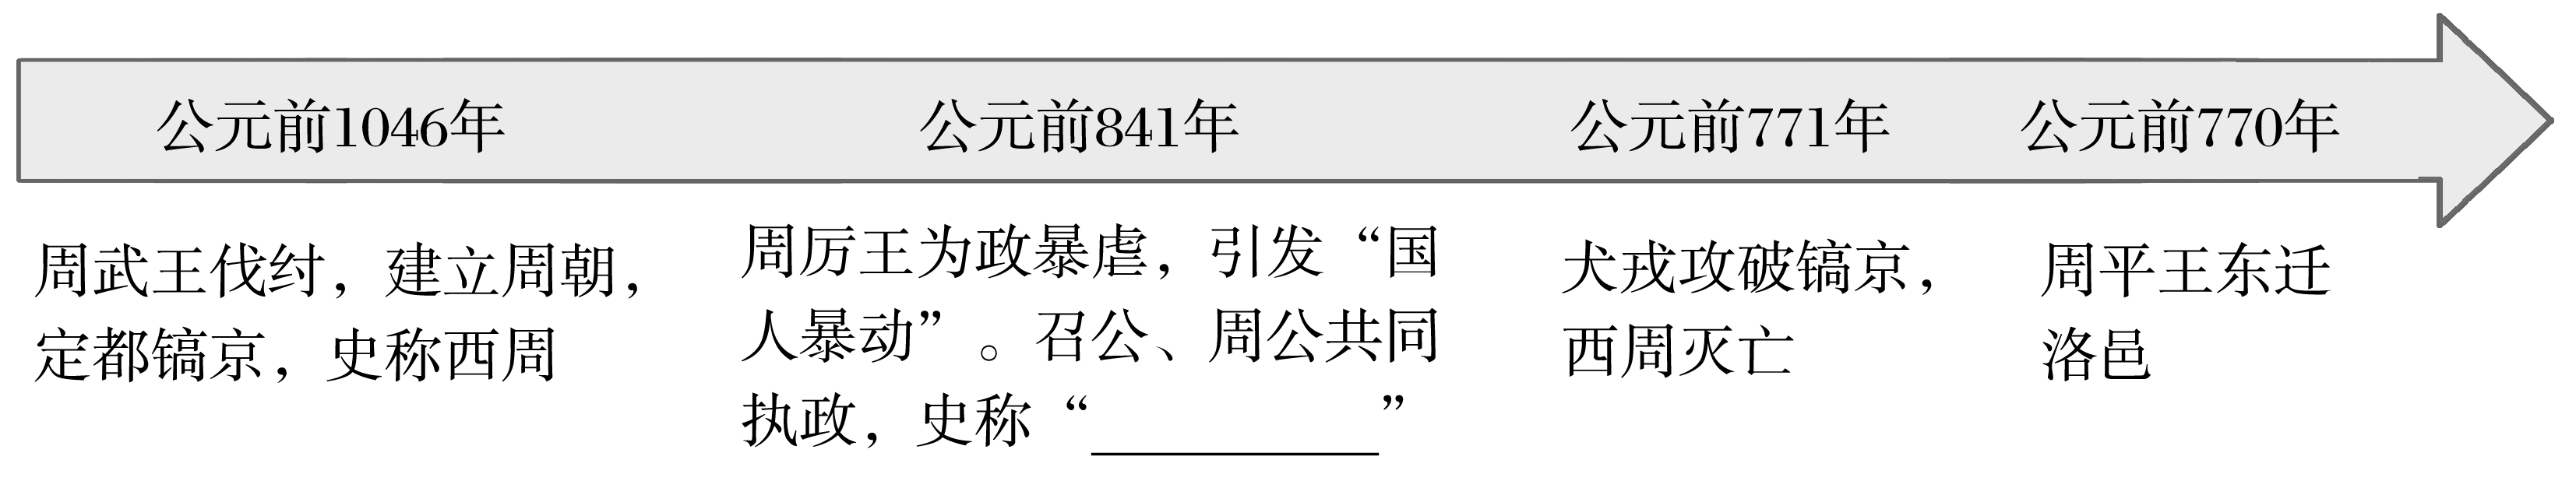 公元前1046年 公元前841年 公元前771年 公元前770年
周武王伐纣，建立周朝，
定都镐京，史称西周
周厉王为政暴虐，引发“国
人暴动”。召公、周公共同
执政，史称“__________”
犬戎攻破镐京，
西周灭亡
周平王东迁
洛邑